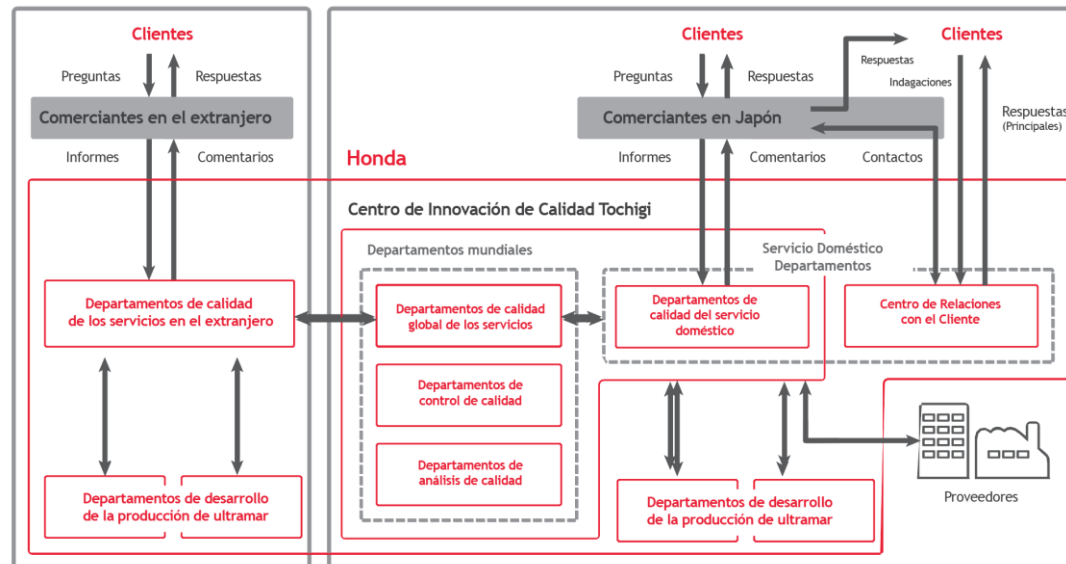 Clientes
Preguntas
Respuestas
Comerciantes en el extranjero
Informes
Comentarios
Departamentos de calidad
de los servicios en el extranjero
Departamentos de desarrollo
de la producción de ultramar
Clientes
Clientes
Preguntas
Respuestas
Respuestas
Indagaciones
Respuestas
(Principales)
Comerciantes en Japón
Informes
Comentarios
Contactos
Honda
Centro de Innovación de Calidad Tochigi
Departamentos mundiales
Servicio Doméstico
Departamentos
Departamentos de calidad
global de los servicios
Departamentos de
calidad del servicio
doméstico
Centro de Relaciones
con el Cliente
Departamentos de
control de calidad
Departamentos de
análisis de calidad
Departamentos de desarrollo
de la producción de ultramar
Proveedores